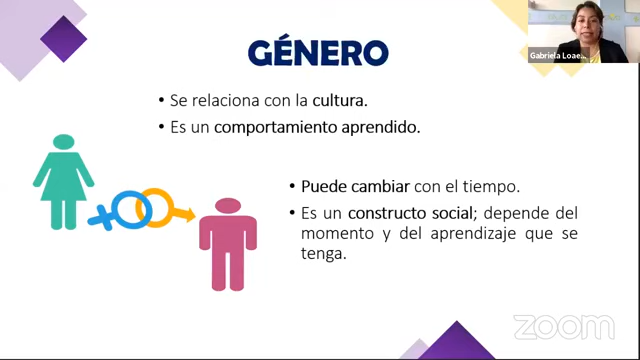 GÉNERO
• Se relaciona con la cultura.
• Es un comportamiento aprendido.
• Puede cambiar con el tiempo.
• Es un constructo social; depende del
momento y del aprendizaje que se
tenga.
Gabriela
zoom